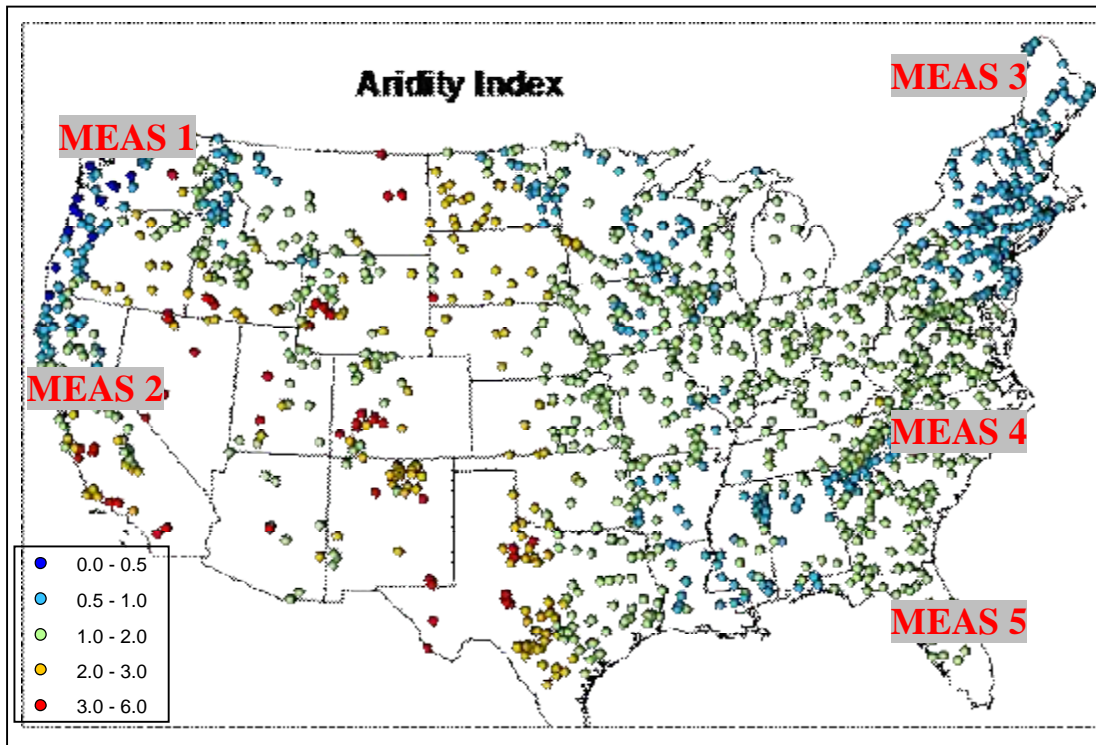 MEAS 3
Aridity Index
MEAS 1
MEAS 2
MEAS 4
MEAS 5
0.0 - 0.5
0.5 - 1.0
1.0 - 2.0
2.0 - 3.0
3.0 - 6.0